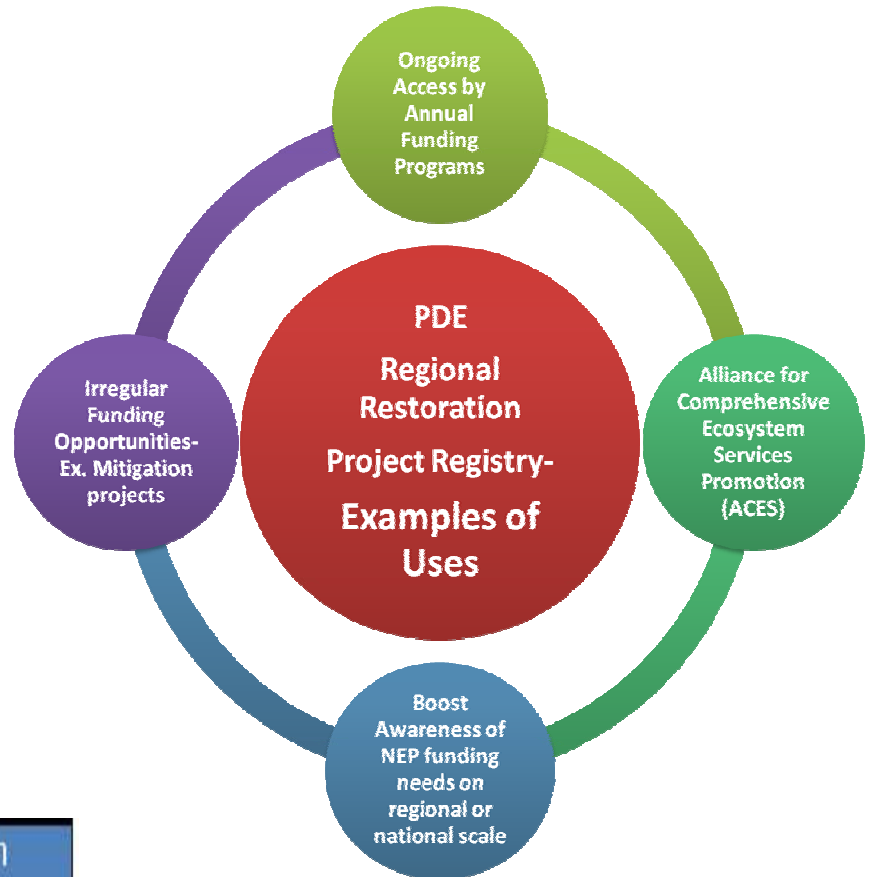 Ongoing
Access by
Annual
Funding
Programs
PDE
Regional
Restoration
Project Registry-
Examples of
Uses
Alliance for
Comprehensive
Ecosystem
Services
Promotion
(ACES)
Boost
Awareness of
NEP funding
needs on
regional or
national scale
Irregular
Funding
Opportunities-
Ex. Mitigation
projects